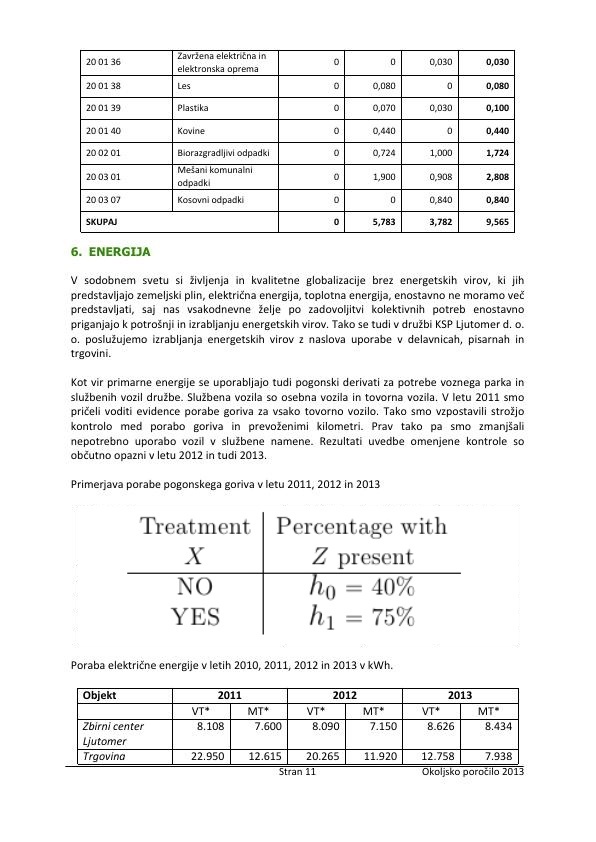 20 01 36 Zavržena električna in elektronska oprema 0 0 0,030 0,030
20 01 38 Les 0 0,080 0 0,080
20 01 39 Plastika 0 0,070 0,030 0,100
20 01 40 Kovine 0 0,440 0 0,440
20 02 01 Biorazgradljivi odpadki 0 0,724 1,000 1,724
20 03 01 Mešani komunalni odpadki 0 1,900 0,908 2,808
20 03 07 Kosovni odpadki 0 0 0,840 0,840
SKUPAJ 0 5,783 3,782 9,565
6. ENERGIJA
V sodobnem svetu si življenja in kvalitetne globalizacije brez energetskih virov, ki jih
predstavljajo zemeljski plin, električna energija, toplotna energija, enostavno ne moramo več
predstavljati, saj nas vsakodnevne želje po zadovoljitvi kolektivnih potreb enostavno
priganjajo k potrošnji in izrabljanju energetskih virov. Tako se tudi v družbi KSP Ljutomer d. o.
o. poslužujemo izrabljanja energetskih virov z naslova uporabe v delavnicah, pisarnah in
trgovini.
Kot vir primarne energije se uporabljajo tudi pogonski derivati za potrebe voznega parka in
službenih vozil družbe. Službena vozila so osebna vozila in tovorna vozila. V letu 2011 smo
pričeli voditi evidence porabe goriva za vsako tovorno vozilo. Tako smo vzpostavili strožjo
kontrolo med porabo goriva in prevoženimi kilometri. Prav tako pa smo zmanjšali
nepotrebno uporabo vozil v službene namene. Rezultati uvedbe omenjene kontrole so
občutno opazni v letu 2012 in tudi 2013.
Primerjava porabe pogonskega goriva v letu 2011, 2012 in 2013
Treatment Percentage with
X Z present
NO h0 = 40%
YES h1 = 75%
Poraba električne energije v letih 2010, 2011, 2012 in 2013 v kWh.
Objekt 2011 2012 2013
VT* MT* VT* MT* VT* MT*
Zbirni center Ljutomer 8.108 7.600 8.090 7.150 8.626 8.434
Trgovina 22.950 12.615 20.265 11.920 12.758 7.938
Stran 11 Okoljsko poročilo 2013